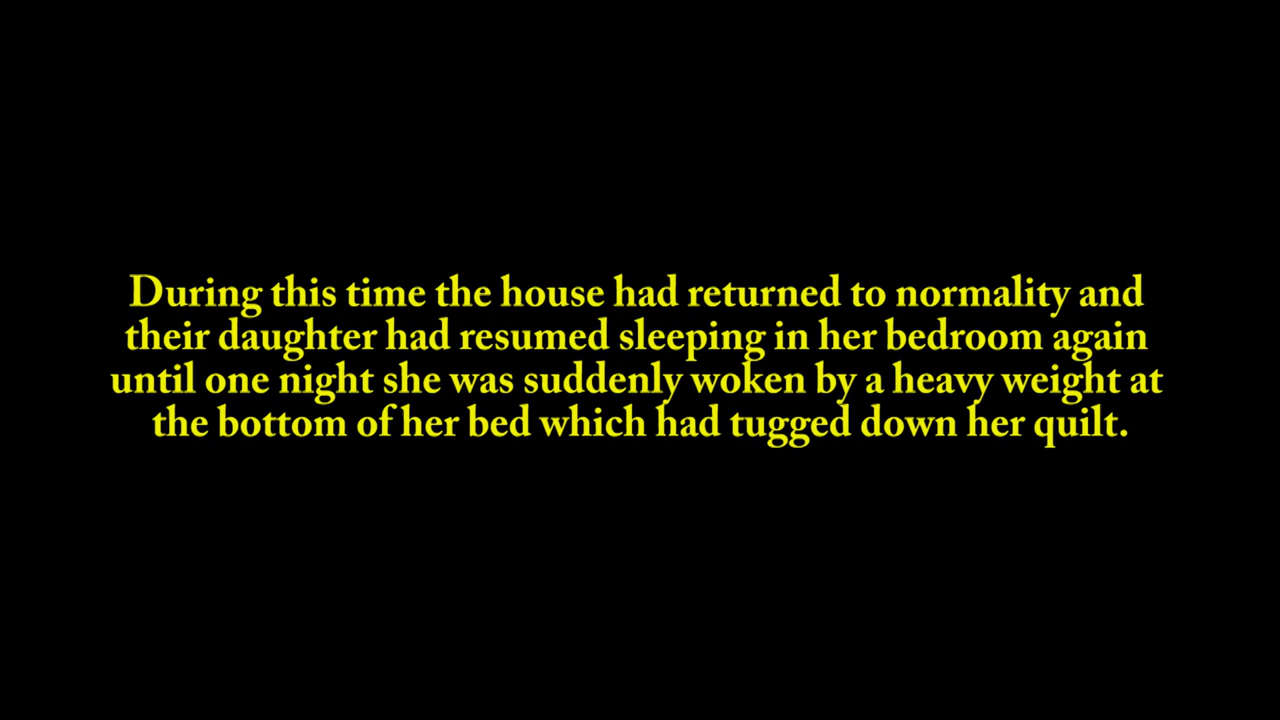 During this time the house had returned to normality and
their daughter had resumed sleeping in her bedroom again
until one night she was suddenly woken by a heavy weight at
the bottom of her bed which had tugged down her quilt.